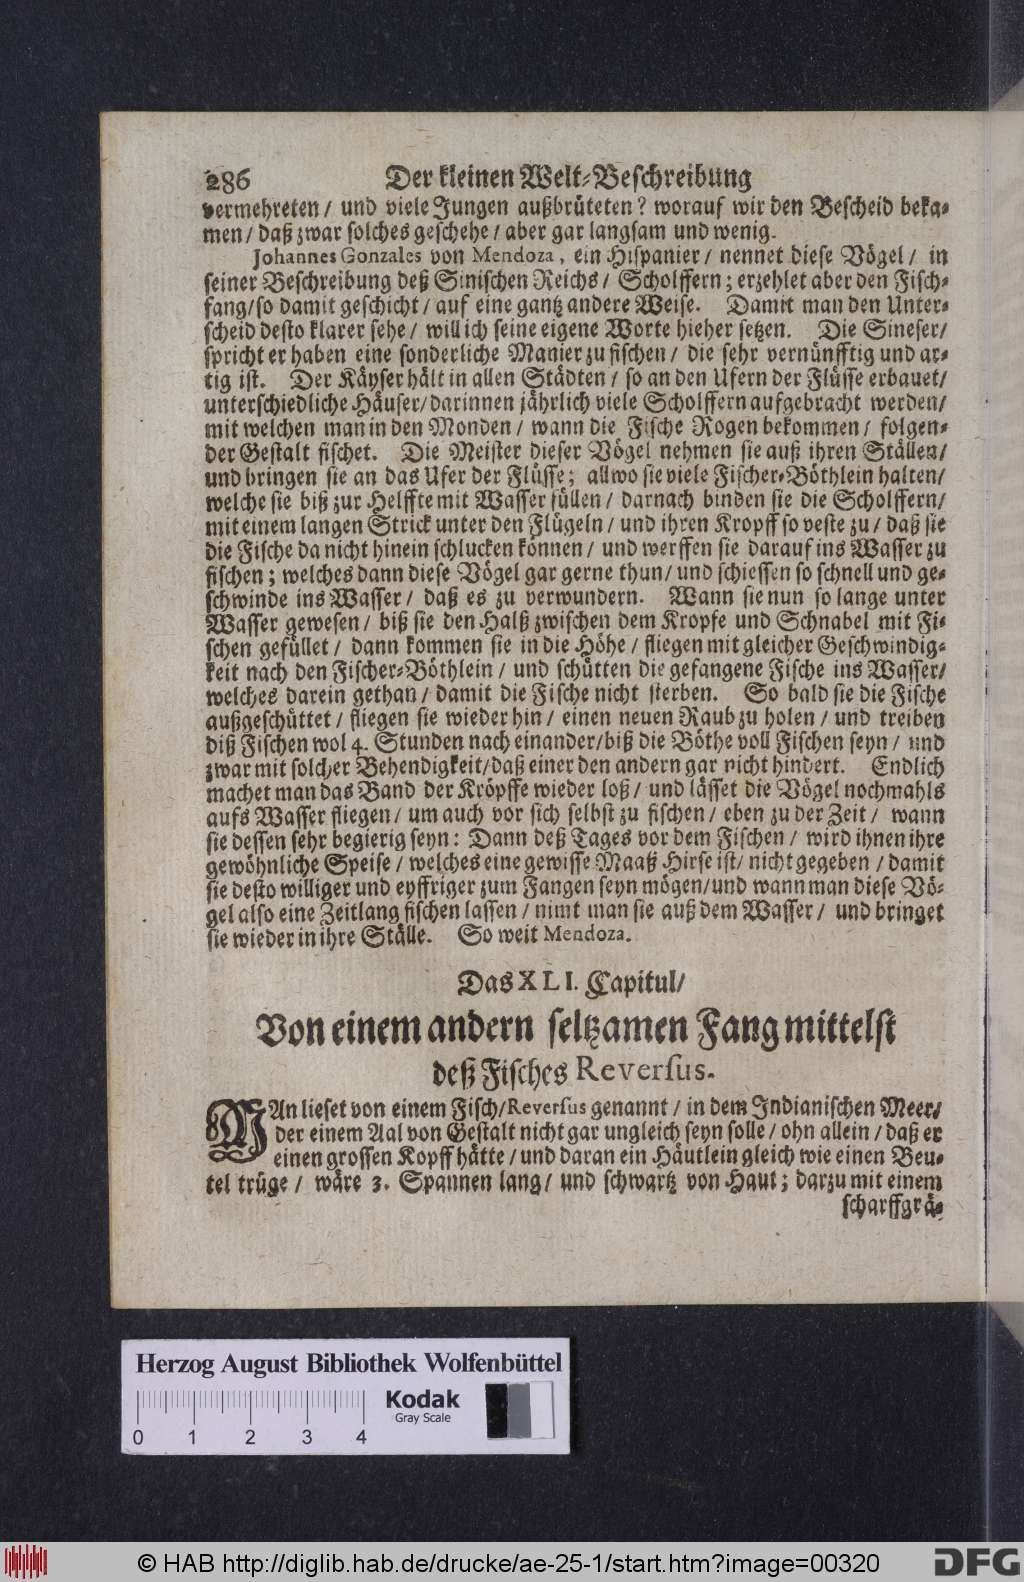 286 Der kleinen Welt-Beschreibung
vermehreten / und viele Jungen außbrüteten? worauf wir den Bescheid beka-
men / daß zwar solches geschehe / aber gar langsam und wenig.
Johannes Gonzales von Mendoza, ein Hispanier / nennet diese Vögel / in
seiner Beschreibung deß Sinischen Reichs / Scholffern; erzehlet aber den Fisch-
fang / so damit geschicht / auf eine gantz andere Weise. Damit man den Unter-
scheid desto klarer sehe / will ich seine eigene Worte hieher setzen. Die Sineser /
spricht er haben eine sonderliche Manier zu fischen / die sehr vernünfftig und ar-
tig ist. Der Käyser hält in allen Städten / so an den Ufern der Flüsse erbauet /
unterschiedliche Häuser / darinnen jährlich viele Scholffern aufgebracht werden /
mit welchen man in den Monden / wann die Fische Rogen bekommen / folgen-
der Gestalt fischet. Die Meister dieser Vögel nehmen sie auß ihren Ställen /
und bringen sie an das Ufer der Flüsse; allwo sie viele Fischer-Böthlein halten /
welche sie biß zur Helffte mit Wasser füllen / darnach binden sie die Scholffern /
mit einem langen Strick unter den Flügeln / und ihren Kropff so veste zu / daß sie
die Fische da nicht hinein schlucken können / und werffen sie darauf ins Wasser zu
fischen; welches dann diese Vögel gar gerne thun / und schiessen so schnell und ge-
schwinde ins Wasser / daß es zu verwundern. Wann sie nun so lange unter
Wasser gewesen / biß sie den Halß zwischen dem Kropfe und Schnabel mit Fi-
schen gefüllet / dann kommen sie in die Höhe / fliegen mit gleicher Geschwindig-
keit nach den Fischer-Böthlein / und schütten die gefangene Fische ins Wasser /
welches darein gethan / damit die Fische nicht sterben. So bald sie die Fische
außgeschüttet / fliegen sie wieder hin / einen neuen Raub zu holen / und treiben
diß Fischen wol 4. Stunden nach einander / biß die Böthe voll Fischen seyn / und
zwar mit solcher Behendigkeit / daß einer den andern gar nicht hindert. Endlich
machet man das Band der Kröpffe wieder loß / und lässet die Vögel nochmahls
aufs Wasser fliegen / um auch vor sich selbst zu fischen / eben zu der Zeit / wann
sie dessen sehr begierig seyn: Dann deß Tages vor dem Fischen / wird ihnen ihre
gewöhnliche Speise / welches eine gewisse Maaß Hirse ist / nicht gegeben / damit
sie desto williger und eyffriger zum Fangen seyn mögen / und wann man diese Vö-
gel also eine Zeitlang fischen lassen / nimt man sie auß dem Wasser / und bringet
sie wieder in ihre Ställe. So weit Mendoza.
Das XLI. Capitul /
Von einem andern seltzamen Fang mittelst
deß Fisches Reversus.
MAn lieset von einem Fisch / Reversus genannt / in dem Indianischen Meer /
der einem Aal von Gestalt nicht gar ungleich seyn solle / ohn allein / daß er
einen grossen Kopff hätte / und daran ein Häutlein gleich wie einen Beu-
tel trüge / wäre 3. Spannen lang / und schwartz von Haut; darzu mit einem
scharffgrä-
Herzog August Bibliothek Wolfenbüttel
Kodak
Gray Scale
0 1 2 3 4
© HAB http://diglib.hab.de/drucke/ae-25-1/start.htm?image=00320
DFG